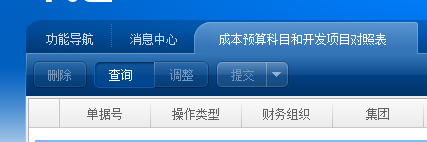 功能导航 消息中心 成本预算科目和开发项目对照表
删除 查询 调整 提交
单据号 操作类型 财务组织 集团